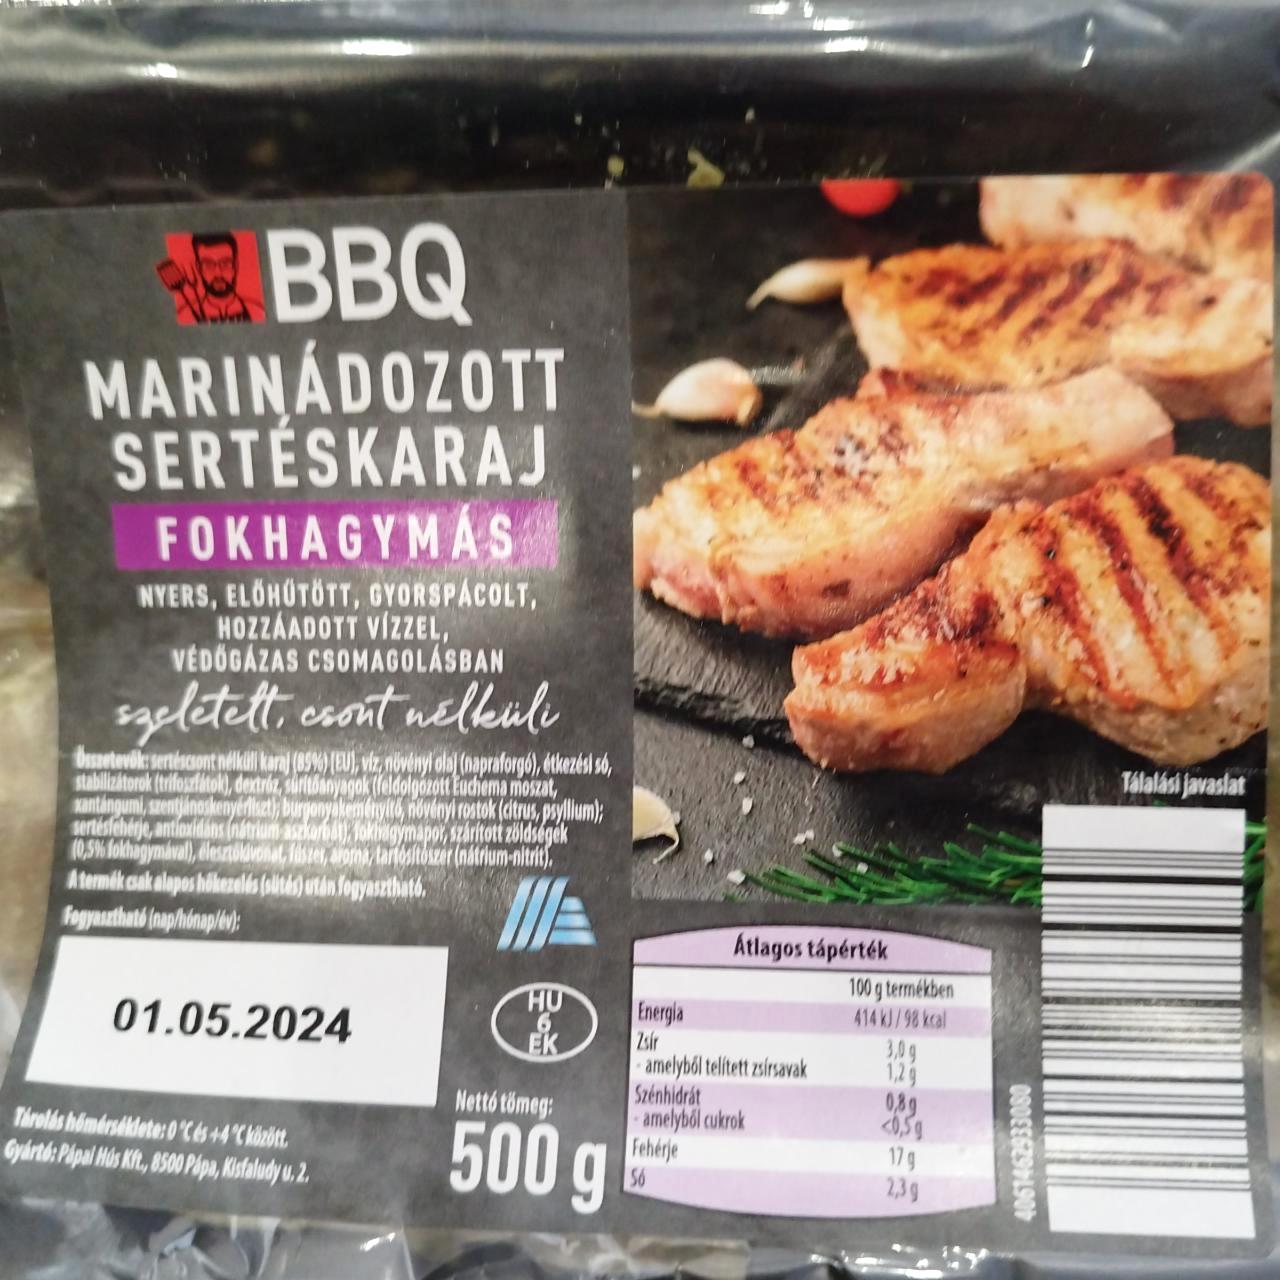 BBQ
MARINÁDOZOTT
SERTÉSKARAJ
FOKHAGYMÁS
NYERS, ELŐHŰTÖTT, GYORSPÁCOLT,
HOZZÁADOTT VÍZZEL,
VÉDŐGÁZAS CSOMAGOLÁSBAN
szeletelt, csont nélküli
Összetevők: sertéscsont nélküli karaj (85%) [EU], víz, növényi olaj (napraforgó), étkezési só,
stabilizátorok (trifoszfátok), dextróz, sűrítőanyagok (feldolgozott Euchema moszat,
xantángumi, szentjánoskenyérliszt); burgonyakeményítő, növényi rostok (citrus, psyllium);
sertésfehérje, antioxidáns (nátrium-aszkorbát), fokhagymapor, szárított zöldségek
(0,5% fokhagymával), élesztőkivonat, fűszer, aroma, tartósítószer (nátrium-nitrit).
A termék csak alapos hőkezelés (sütés) után fogyasztható.
Fogyasztható (nap/hónap/év):
01.05.2024
HU
6
EK
Tárolás hőmérséklete: 0 °C és +4 °C között.
Gyártó: Pápai Hús Kft., 8500 Pápa, Kisfaludy u. 2.
Nettó tömeg:
500 g
Tálalási javaslat
Átlagos tápérték
100 g termékben
Energia 414 kJ / 98 kcal
Zsír 3,0 g
- amelyből telített zsírsavak 1,2 g
Szénhidrát 0,8 g
- amelyből cukrok <0,5 g
Fehérje 17 g
Só 2,3 g
4061462933080